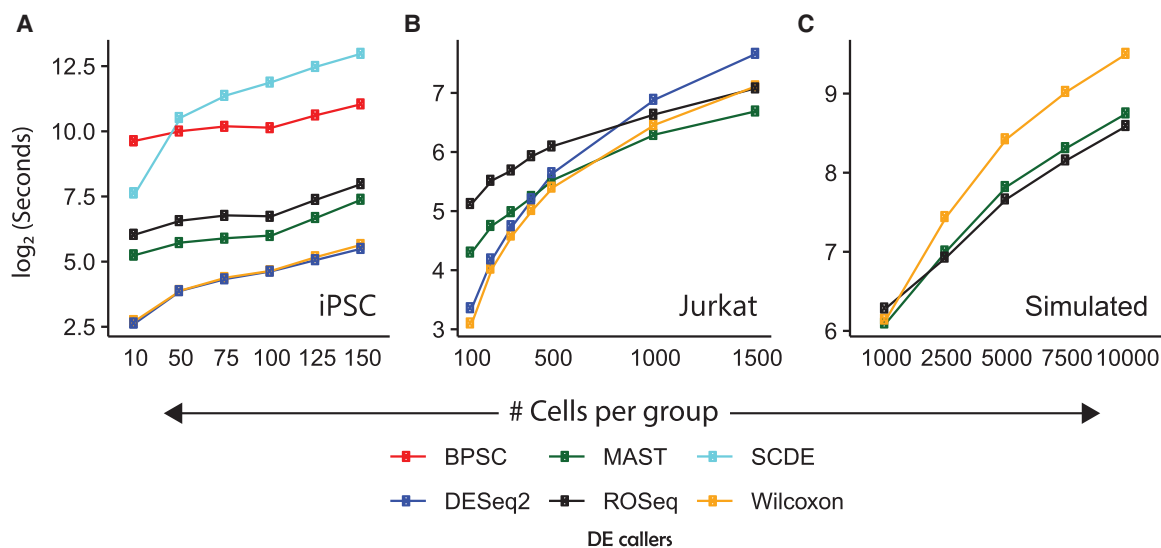 A
B
C
log₂ (Seconds)
12.5
10.0
7.5
5.0
2.5
iPSC
10 50 75 100 125 150
7
6
5
4
3
Jurkat
100 500 1000 1500
9
8
7
6
Simulated
1000 2500 5000 7500 10000
# Cells per group
BPSC MAST SCDE
DESeq2 ROSeq Wilcoxon
DE callers